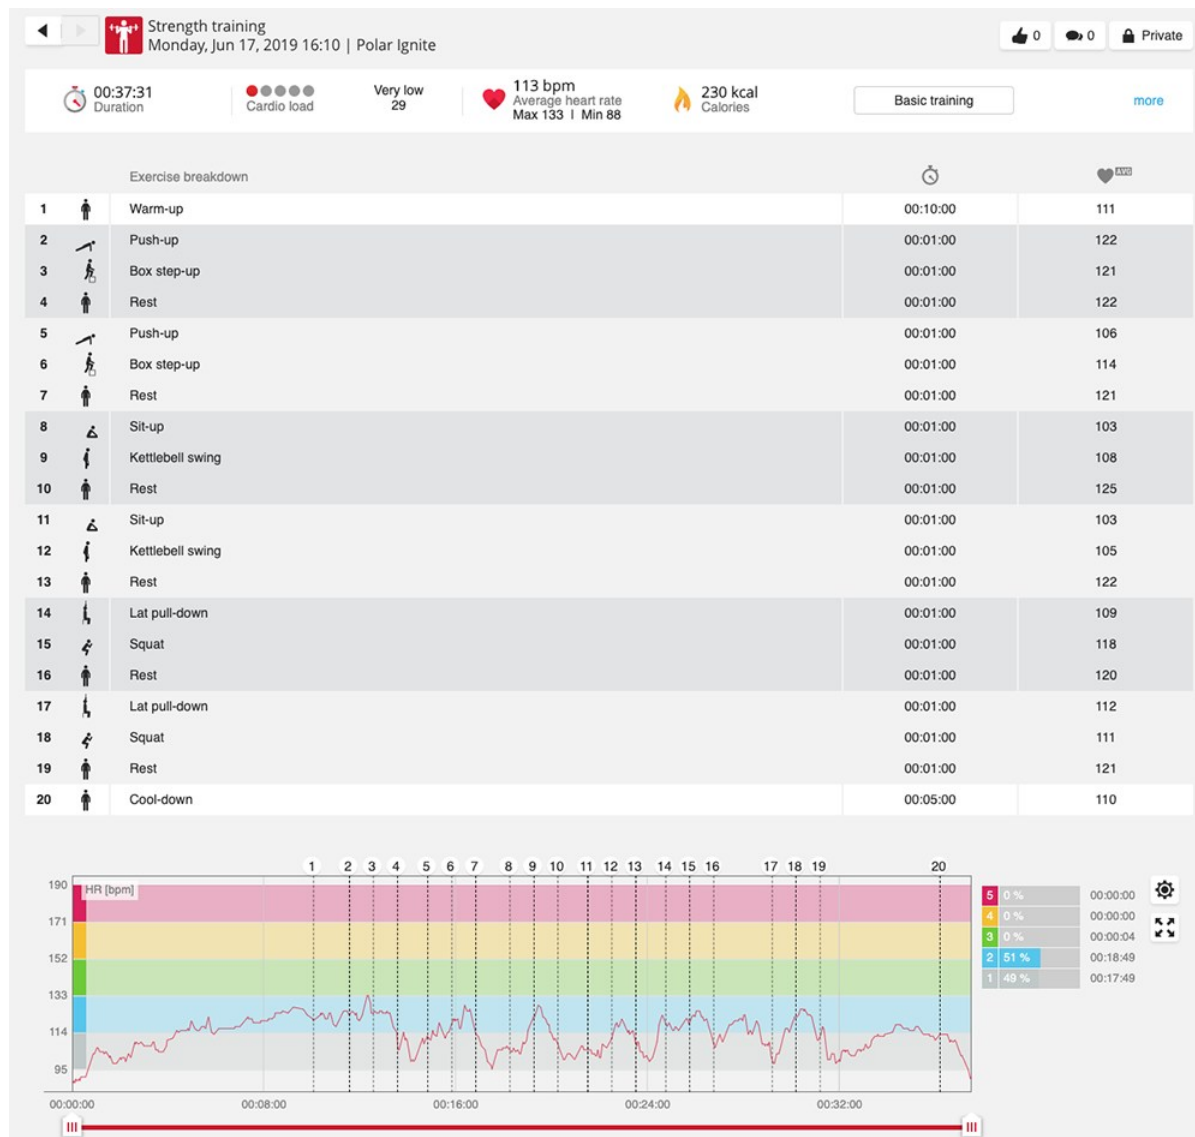 Strength training
Monday, Jun 17, 2019 16:10 | Polar Ignite
0
0
Private
00:37:31
Duration
Cardio load
Very low
29
113 bpm
Average heart rate
Max 133 | Min 88
230 kcal
Calories
Basic training
more
Exercise breakdown AVG
1 Warm-up 00:10:00 111
2 Push-up 00:01:00 122
3 Box step-up 00:01:00 121
4 Rest 00:01:00 122
5 Push-up 00:01:00 106
6 Box step-up 00:01:00 114
7 Rest 00:01:00 121
8 Sit-up 00:01:00 103
9 Kettlebell swing 00:01:00 108
10 Rest 00:01:00 125
11 Sit-up 00:01:00 103
12 Kettlebell swing 00:01:00 105
13 Rest 00:01:00 122
14 Lat pull-down 00:01:00 109
15 Squat 00:01:00 118
16 Rest 00:01:00 120
17 Lat pull-down 00:01:00 112
18 Squat 00:01:00 111
19 Rest 00:01:00 121
20 Cool-down 00:05:00 110
1 2 3 4 5 6 7 8 9 10 11 12 13 14 15 16 17 18 19 20
HR [bpm]
190
171
152
133
114
95
00:00:00 00:08:00 00:16:00 00:24:00 00:32:00
5 0 % 00:00:00
4 0 % 00:00:00
3 0 % 00:00:04
2 51 % 00:18:49
1 49 % 00:17:49